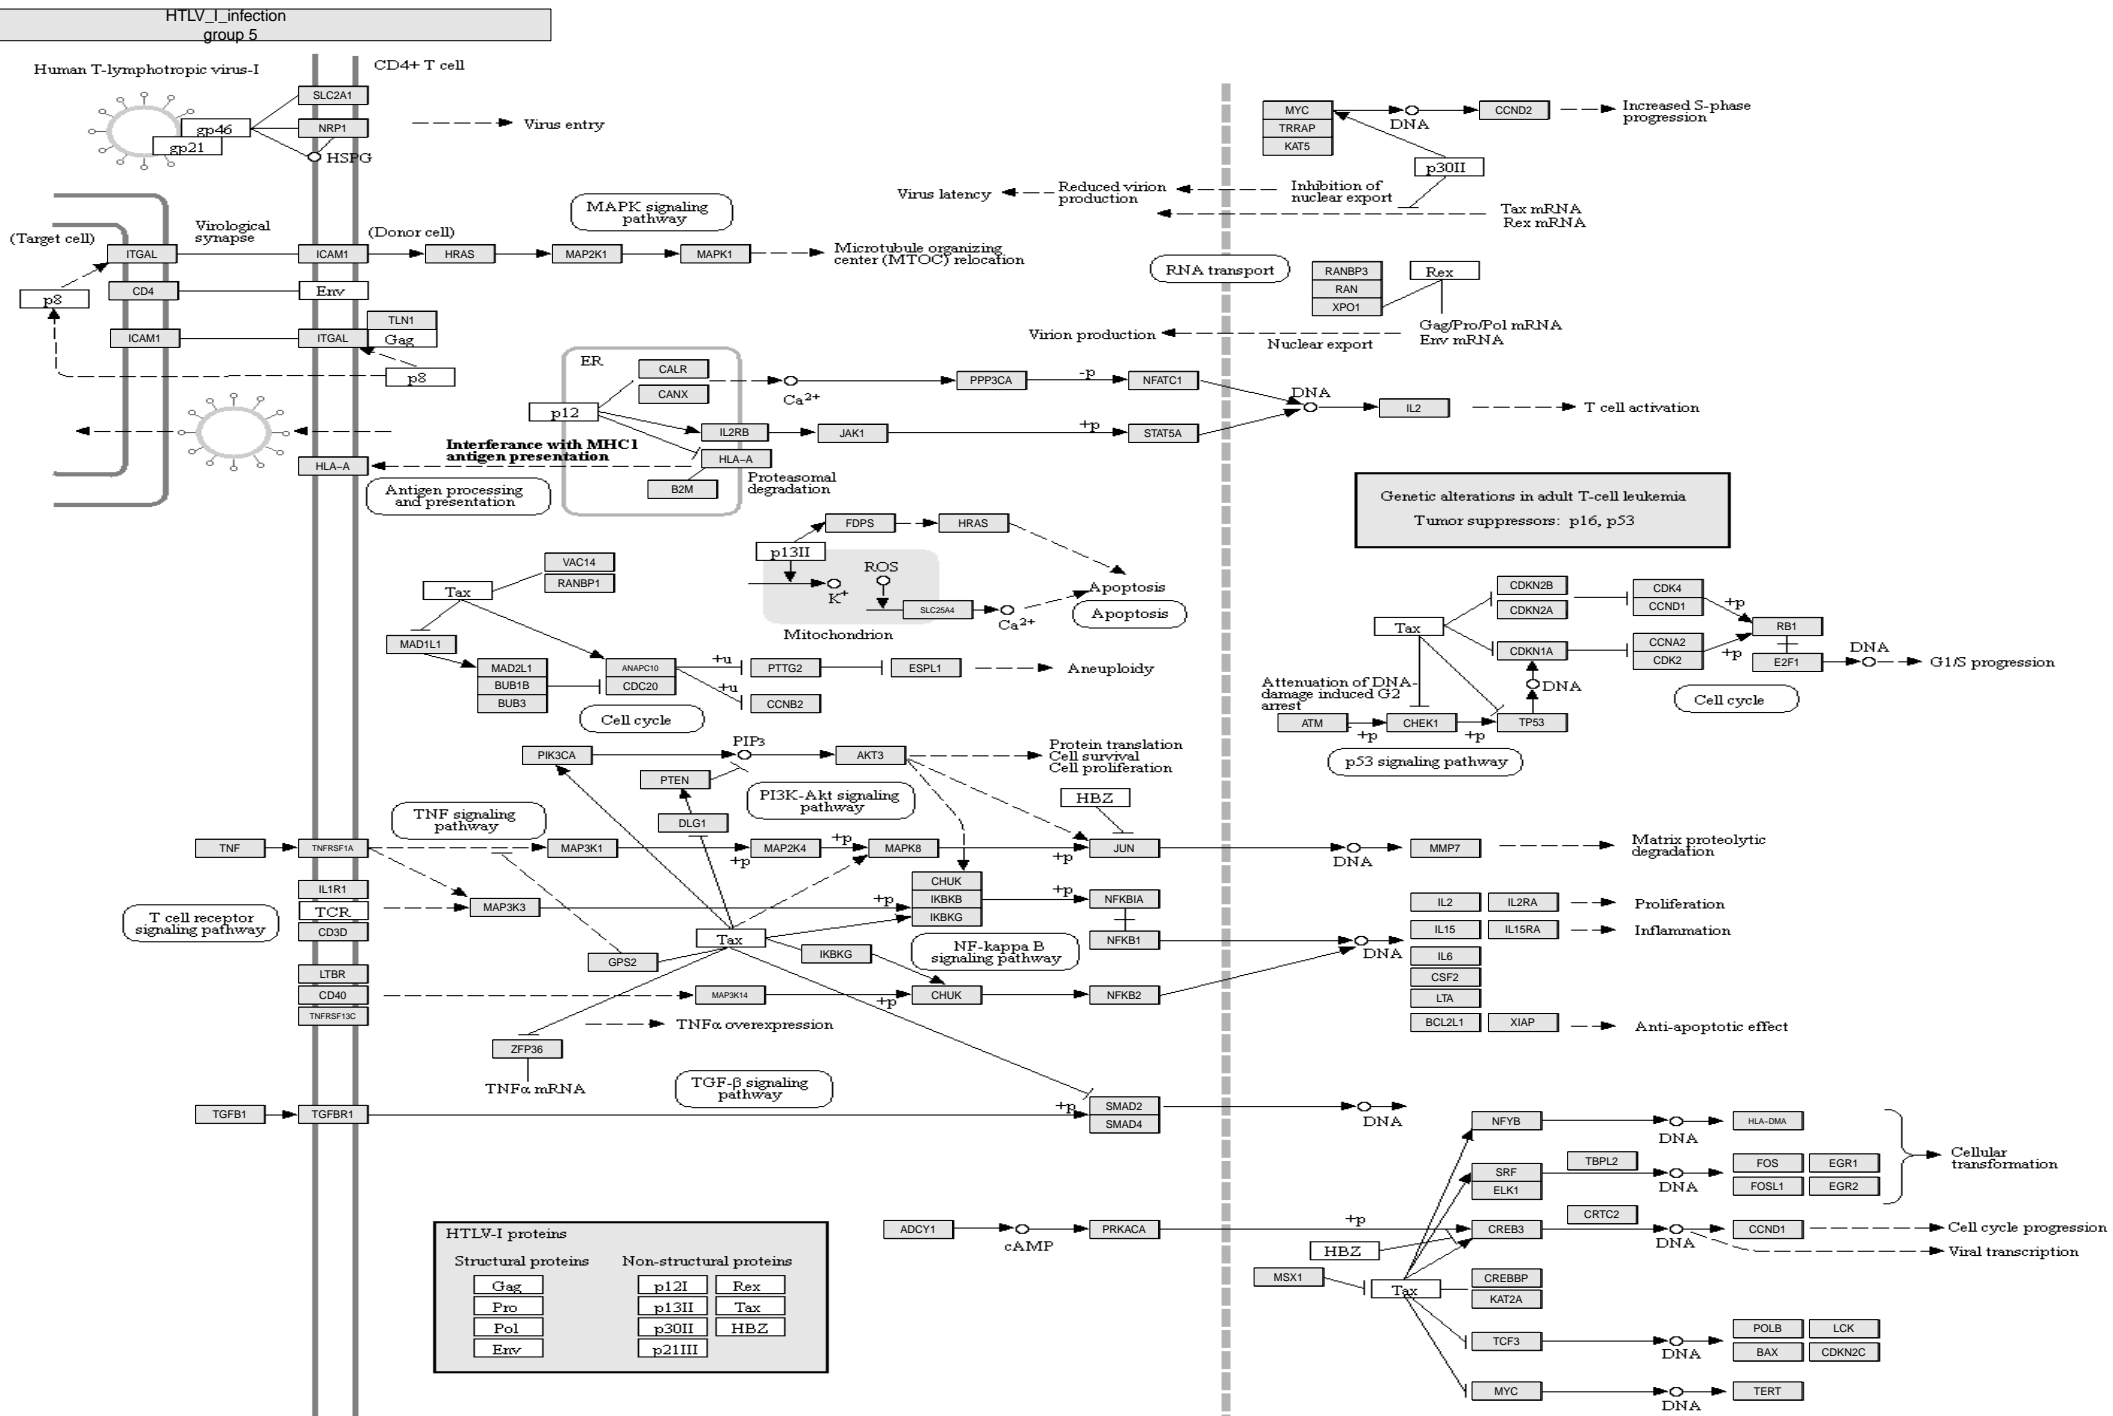 HTLV_I_infection
group 5
Human T-lymphotropic virus-I
CD4+ T cell
SLC2A1
gp46
NRP1
Virus entry
gp21
HSPG
MYC
DNA
CCND2
Increased S-phase
progression
TRRAP
KAT5
p30II
Virus latency
Reduced virion
production
Inhibition of
nuclear export
Tax mRNA
Rex mRNA
MAPK signaling
pathway
(Target cell)
Virological
synapse
(Donor cell)
ITGAL
ICAM1
HRAS
MAP2K1
MAPK1
Microtubule organizing
center (MTOC) relocation
RNA transport
RANBP3
RAN
XPO1
Rex
CD4
Env
p8
TLN1
ICAM1
ITGAL
Gag
p8
Virion production
Nuclear export
Gag/Pro/Pol mRNA
Env mRNA
ER
CALR
CANX
p12
Ca2+
PPP3CA
-p
NFATC1
DNA
IL2
T cell activation
IL2RB
JAK1
+p
STAT5A
Interferance with MHC1
antigen presentation
HLA-A
HLA-A
B2M
Proteasomal
degradation
Antigen processing
and presentation
Genetic alterations in adult T-cell leukemia
Tumor suppressors: p16, p53
FDPS
HRAS
p13II
ROS
K+
SLC25A4
Ca2+
Mitochondrion
Apoptosis
Apoptosis
VAC14
RANBP1
Tax
MAD1L1
MAD2L1
BUB1B
BUB3
ANAPC10
CDC20
+u
+u
PTTG2
ESPL1
Aneuploidy
CCNB2
Cell cycle
Tax
CDKN2B
CDKN2A
CDK4
CCND1
+p
RB1
CDKN1A
CCNA2
CDK2
+p
E2F1
DNA
G1/S progression
DNA
Attenuation of DNA-
damage induced G2
arrest
Cell cycle
ATM
+p
CHEK1
+p
TP53
p53 signaling pathway
PIK3CA
PIP3
AKT3
Protein translation
Cell survival
Cell proliferation
PTEN
PI3K-Akt signaling
pathway
HBZ
DLG1
TNF signaling
pathway
TNF
TNFRSF1A
MAP3K1
+p
MAP2K4
+p
MAPK8
+p
JUN
DNA
MMP7
Matrix proteolytic
degradation
IL1R1
TCR
CD3D
T cell receptor
signaling pathway
MAP3K3
+p
CHUK
IKBKB
IKBKG
+p
NFKBIA
NFKB1
Tax
GPS2
IKBKG
NF-kappa B
signaling pathway
DNA
IL2
IL2RA
Proliferation
IL15
IL15RA
Inflammation
IL6
CSF2
LTA
BCL2L1
XIAP
Anti-apoptotic effect
LTBR
CD40
TNFRSF13C
MAP3K14
+p
CHUK
NFKB2
TNFα overexpression
ZFP36
TNFα mRNA
TGF-β signaling
pathway
TGFB1
TGFBR1
+p
SMAD2
SMAD4
DNA
NFYB
DNA
HLA-DMA
SRF
ELK1
TBPL2
DNA
FOS
EGR1
FOSL1
EGR2
Cellular
transformation
ADCY1
cAMP
PRKACA
+p
CREB3
CRTC2
DNA
CCND1
Cell cycle progression
Viral transcription
HBZ
MSX1
Tax
CREBBP
KAT2A
TCF3
DNA
POLB
LCK
BAX
CDKN2C
MYC
DNA
TERT
HTLV-I proteins
Structural proteins
Non-structural proteins
Gag
p12I
Rex
Pro
p13II
Tax
Pol
p30II
HBZ
Env
p21III